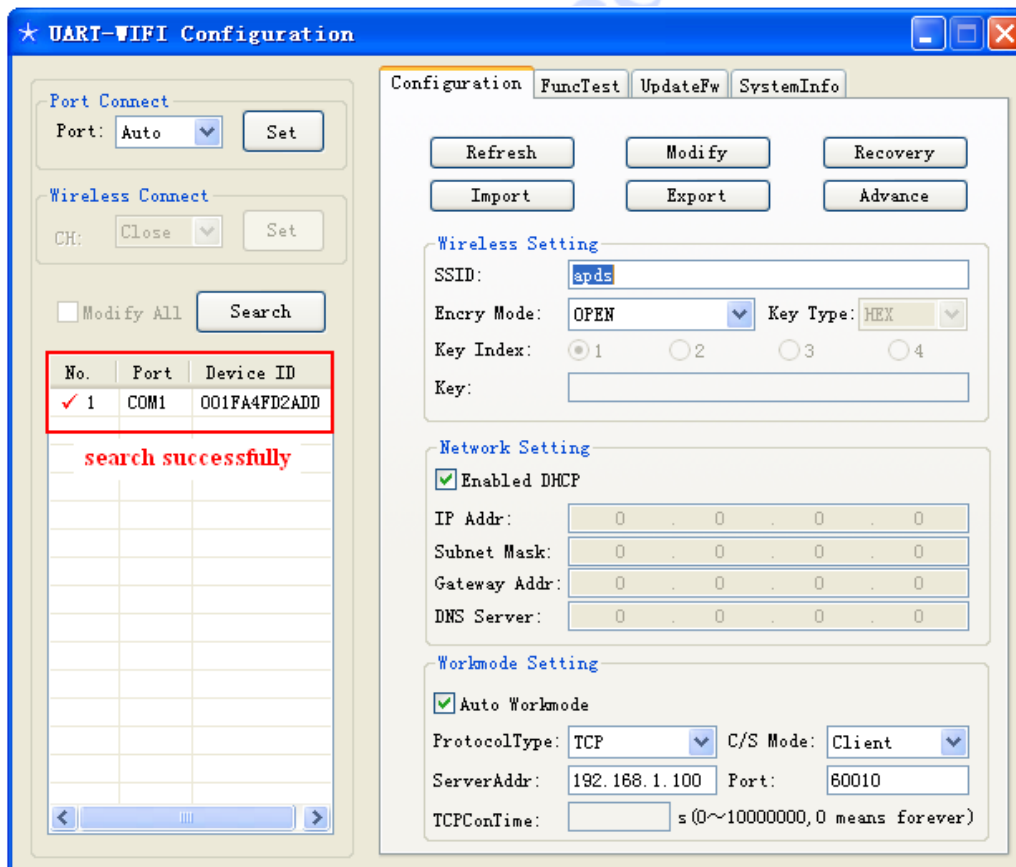 UART-WIFI Configuration
Port Connect
Port: Auto Set
Wireless Connect
CH: Close Set
Modify All Search
No. Port Device ID
1 COM1 001FA4FD2ADD
search successfully
Configuration FuncTest UpdateFw SystemInfo
Refresh Modify Recovery
Import Export Advance
Wireless Setting
SSID: apds
Encry Mode: OPEN Key Type: HEX
Key Index: 1 2 3 4
Key:
Network Setting
Enabled DHCP
IP Addr: 0 . 0 . 0 . 0
Subnet Mask: 0 . 0 . 0 . 0
Gateway Addr: 0 . 0 . 0 . 0
DNS Server: 0 . 0 . 0 . 0
Workmode Setting
Auto Workmode
ProtocolType: TCP C/S Mode: Client
ServerAddr: 192.168.1.100 Port: 60010
TCPConTime: s(0～10000000,0 means forever)